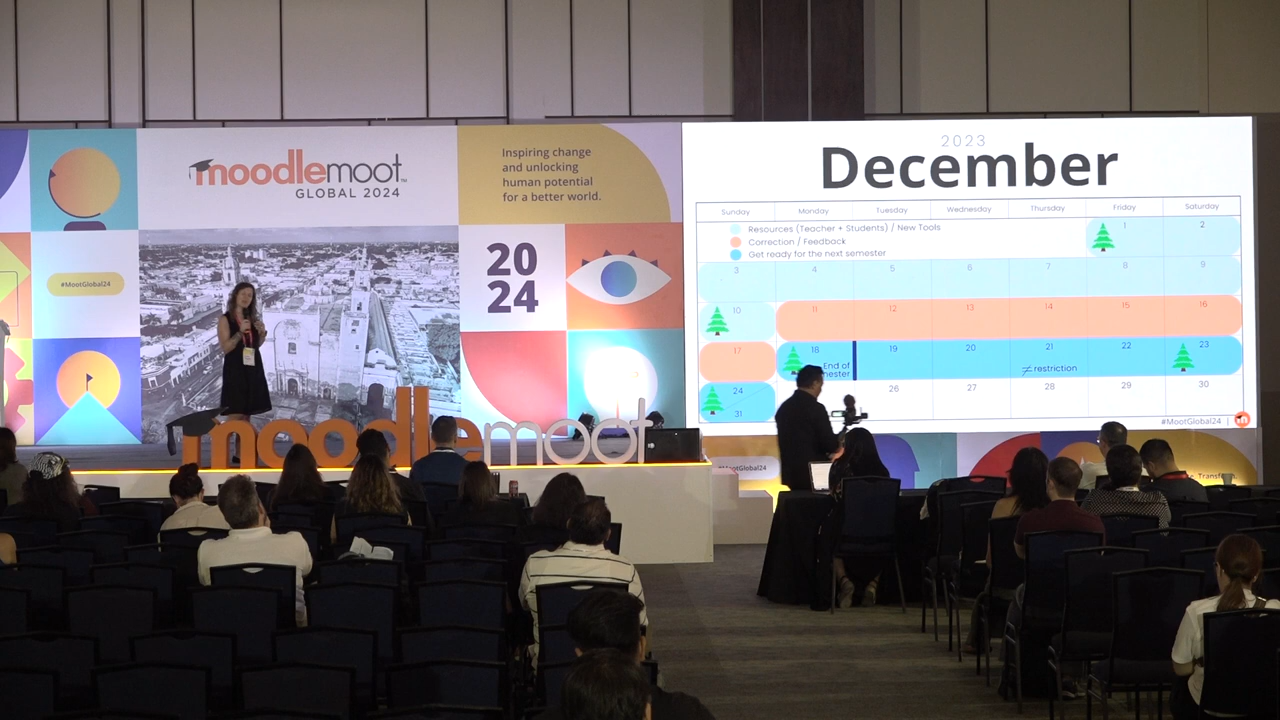 moodlemoot
GLOBAL 2024
Inspiring change
and unlocking
human potential
for a better world.
#MootGlobal24
20
24
moodlemoot
2023
December
Sunday Monday Tuesday Wednesday Thursday Friday Saturday
Resources (Teacher + Students) / New Tools
Correction / Feedback
Get ready for the next semester
1 2
3 4 5 6 7 8 9
10 11 12 13 14 15 16
17 18 19 20 21 22 23
End of
≠ restriction
24 26 27 28 29 30
31
#MootGlobal24 |
#MootGlobal24